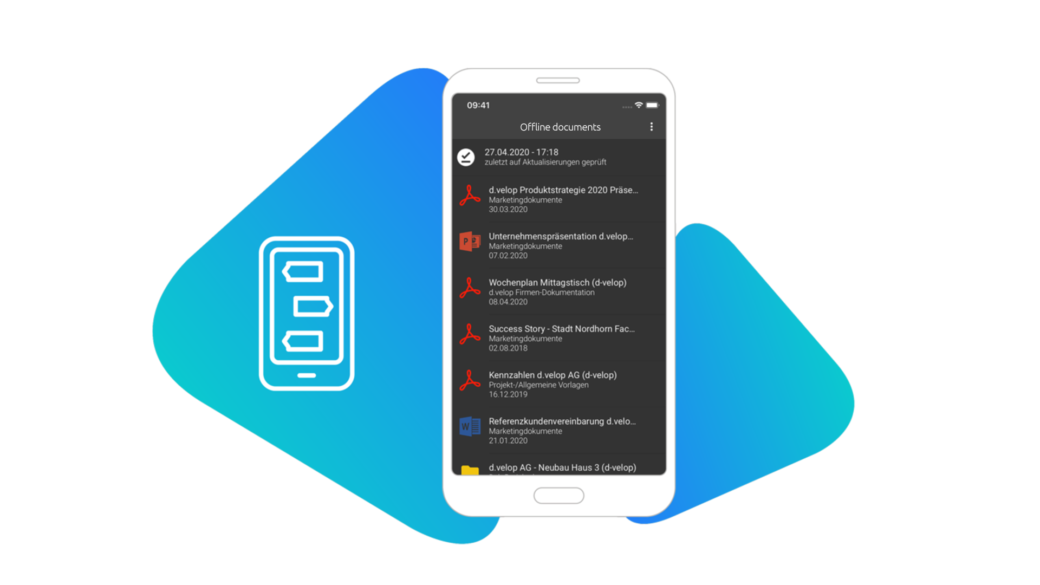 09:41
Offline documents
27.04.2020 - 17:18
zuletzt auf Aktualisierungen geprüft
d.velop Produktstrategie 2020 Präse...
Marketingdokumente
30.03.2020
Unternehmenspräsentation d.velop...
Marketingdokumente
07.02.2020
Wochenplan Mittagstisch (d-velop)
d.velop Firmen-Dokumentation
08.04.2020
Success Story - Stadt Nordhorn Fac...
Marketingdokumente
02.08.2018
Kennzahlen d.velop AG (d-velop)
Projekt-/Allgemeine Vorlagen
16.12.2019
Referenzkundenvereinbarung d.velo...
Marketingdokumente
21.01.2020
d.velop AG - Neubau Haus 3 (d-velop)